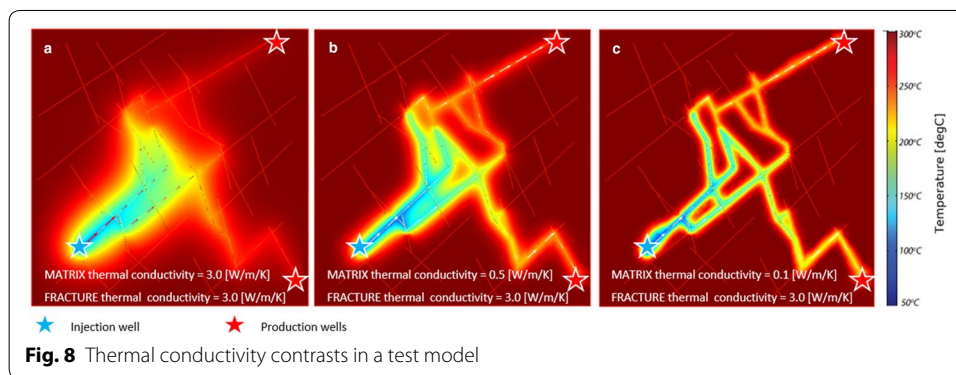 a
MATRIX thermal conductivity = 3.0 [W/m/K]
FRACTURE thermal conductivity = 3.0 [W/m/K]
b
MATRIX thermal conductivity = 0.5 [W/m/K]
FRACTURE thermal conductivity = 3.0 [W/m/K]
c
MATRIX thermal conductivity = 0.1 [W/m/K]
FRACTURE thermal conductivity = 3.0 [W/m/K]
300°C
250°C
200°C
150°C
100°C
50°C
Temperature [degC]
Injection well
Production wells
Fig. 8 Thermal conductivity contrasts in a test model